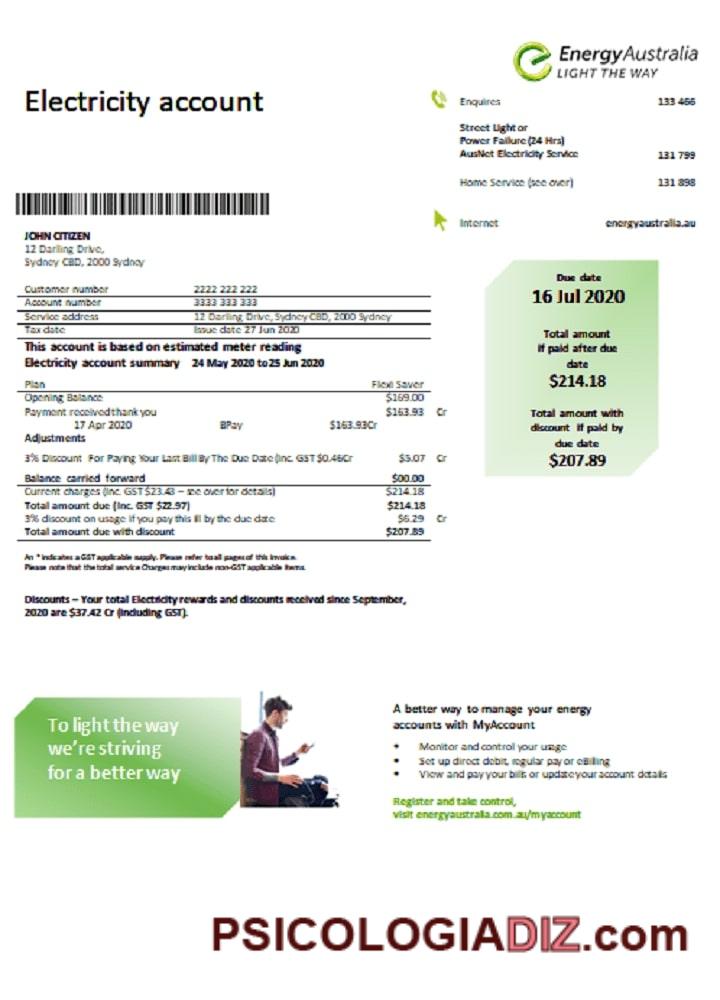 EnergyAustralia
LIGHT THE WAY
Electricity account
Enquires 133 466
Street Light or
Power Failure (24 Hrs)
AusNet Electricity Service 131 799
Home Service (see over) 131 898
Internet energyaustralia.au
JOHN CITIZEN
12 Darling Drive,
Sydney CBD, 2000 Sydney
Customer number 2222 222 222
Account number 3333 333 333
Service address 12 Darling Drive, Sydney CBD, 2000 Sydney
Tax date Issue date 27 Jun 2020
This account is based on estimated meter reading
Electricity account summary 24 May 2020 to 25 Jun 2020
Plan Flexi Saver
Opening Balance $169.00
Payment received thank you $163.93 Cr
17 Apr 2020 BPay $163.93Cr
Adjustments
3% Discount For Paying Your Last Bill By The Due Date (inc. GST $0.46Cr $5.07 Cr
Balance carried forward $00.00
Current charges (inc. GST $23.43 – see over for details) $214.18
Total amount due (inc. GST $22.97) $214.18
3% discount on usage if you pay this ill by the due date $6.29 Cr
Total amount due with discount $207.89
An * indicates a GST applicable supply. Please refer to all pages of this invoice.
Please note that the total service Charges may include non-GST applicable items.
Discounts – Your total Electricity rewards and discounts received since September,
2020 are $37.42 Cr (including GST).
Due date
16 Jul 2020
Total amount
if paid after due
date
$214.18
Total amount with
discount if paid by
due date
$207.89
To light the way
we're striving
for a better way
A better way to manage your energy
accounts with MyAccount
• Monitor and control your usage
• Set up direct debit, regular pay or eBilling
• View and pay your bills or update your account details
Register and take control,
visit energyaustralia.com.au/myaccount
PSICOLOGIADIZ.com